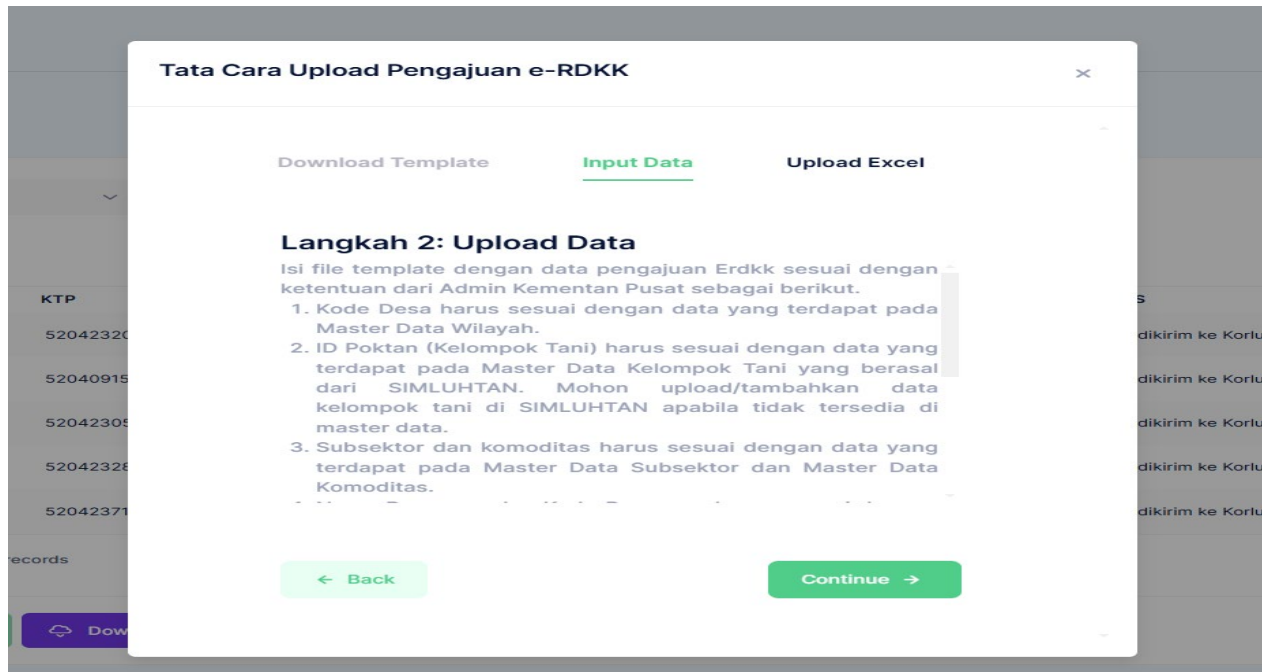 Tata Cara Upload Pengajuan e-RDKK
×
Download Template Input Data Upload Excel
Langkah 2: Upload Data
Isi file template dengan data pengajuan Erdkk sesuai dengan
ketentuan dari Admin Kementan Pusat sebagai berikut.
1. Kode Desa harus sesuai dengan data yang terdapat pada
Master Data Wilayah.
2. ID Poktan (Kelompok Tani) harus sesuai dengan data yang
terdapat pada Master Data Kelompok Tani yang berasal
dari SIMLUHTAN. Mohon upload/tambahkan data
kelompok tani di SIMLUHTAN apabila tidak tersedia di
master data.
3. Subsektor dan komoditas harus sesuai dengan data yang
terdapat pada Master Data Subsektor dan Master Data
Komoditas.
← Back Continue →
KTP
5204232
52040915
5204230
5204232
52042371
records
Dow
dikirim ke Korlu
dikirim ke Korlu
dikirim ke Korlu
dikirim ke Korlu
dikirim ke Korlu